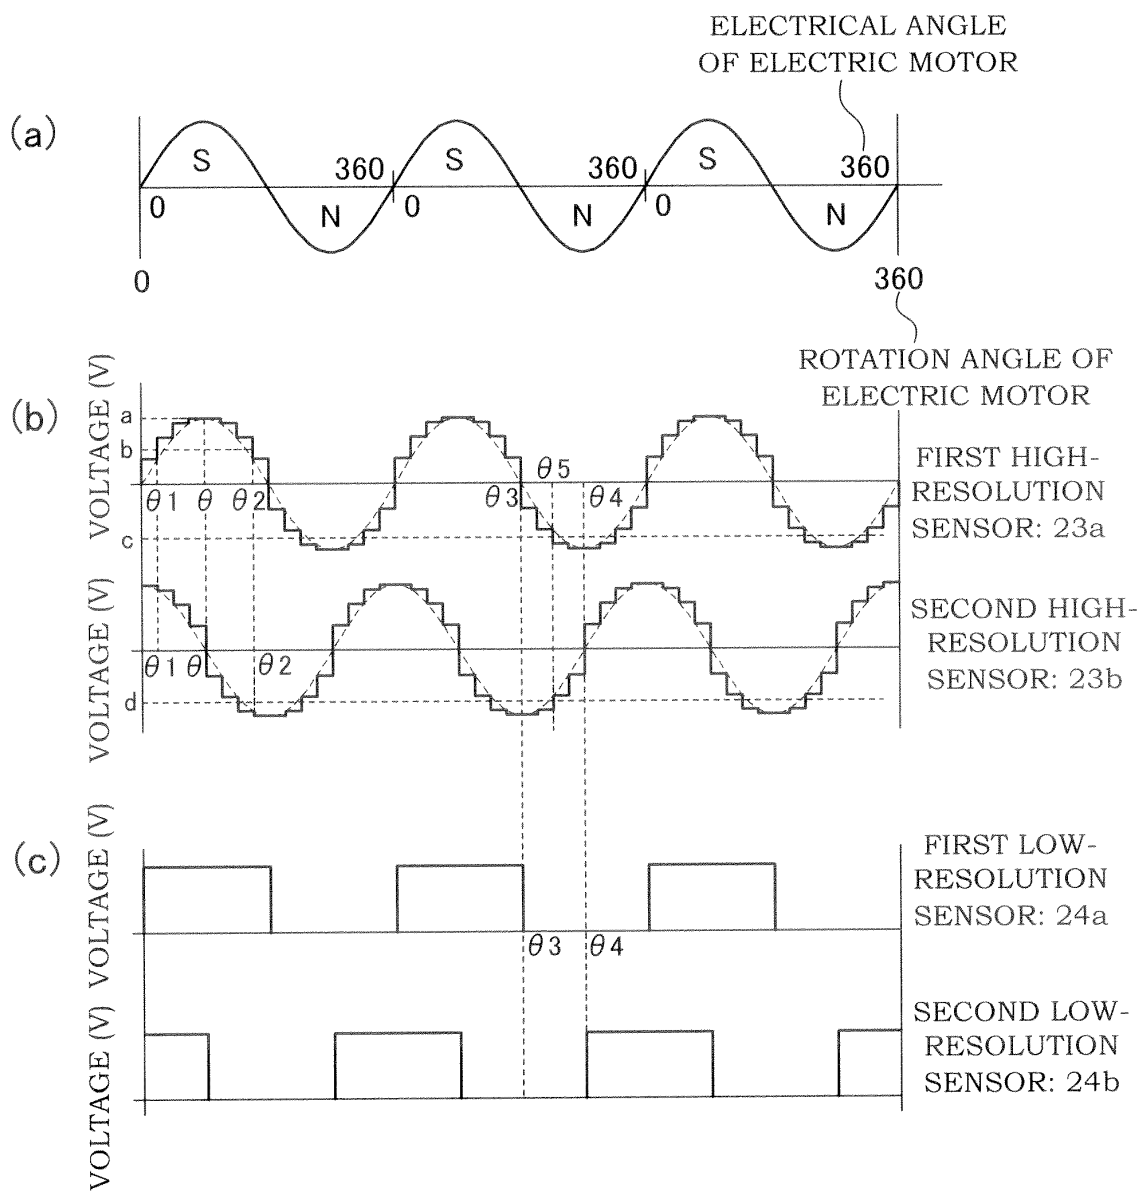 ELECTRICAL ANGLE
OF ELECTRIC MOTOR
(a)
S
360
S
360
S
360
0
N
0
N
0
N
0
360
ROTATION ANGLE OF
ELECTRIC MOTOR
(b)
VOLTAGE (V)
a
b
θ1
θ
θ2
θ3
θ5
θ4
c
FIRST HIGH-
RESOLUTION
SENSOR: 23a
VOLTAGE (V)
θ1
θ
θ2
d
SECOND HIGH-
RESOLUTION
SENSOR: 23b
(c)
VOLTAGE (V)
θ3
θ4
FIRST LOW-
RESOLUTION
SENSOR: 24a
VOLTAGE (V)
SECOND LOW-
RESOLUTION
SENSOR: 24b